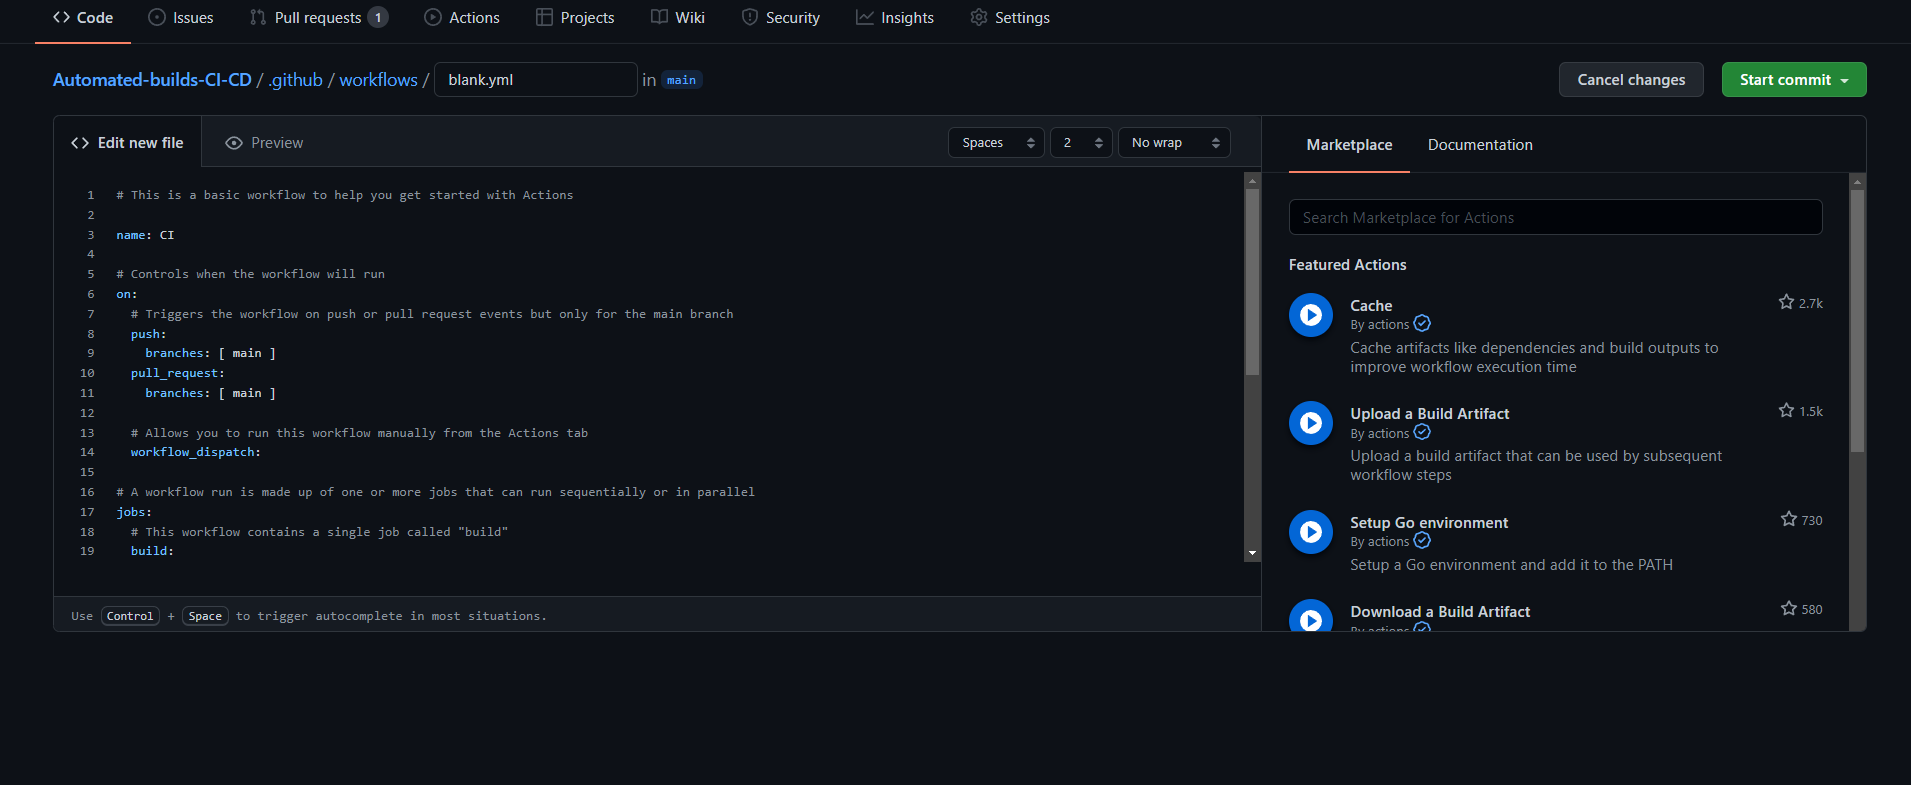 Code Issues Pull requests 1 Actions Projects Wiki Security Insights Settings
Automated-builds-CI-CD / .github / workflows / blank.yml in main
Cancel changes Start commit
Edit new file Preview Spaces 2 No wrap
1 # This is a basic workflow to help you get started with Actions
2
3 name: CI
4
5 # Controls when the workflow will run
6 on:
7 # Triggers the workflow on push or pull request events but only for the main branch
8 push:
9 branches: [ main ]
10 pull_request:
11 branches: [ main ]
12
13 # Allows you to run this workflow manually from the Actions tab
14 workflow_dispatch:
15
16 # A workflow run is made up of one or more jobs that can run sequentially or in parallel
17 jobs:
18 # This workflow contains a single job called "build"
19 build:
Use Control + Space to trigger autocomplete in most situations.
Marketplace Documentation
Search Marketplace for Actions
Featured Actions
Cache 2.7k
By actions
Cache artifacts like dependencies and build outputs to
improve workflow execution time
Upload a Build Artifact 1.5k
By actions
Upload a build artifact that can be used by subsequent
workflow steps
Setup Go environment 730
By actions
Setup a Go environment and add it to the PATH
Download a Build Artifact 580
By actions